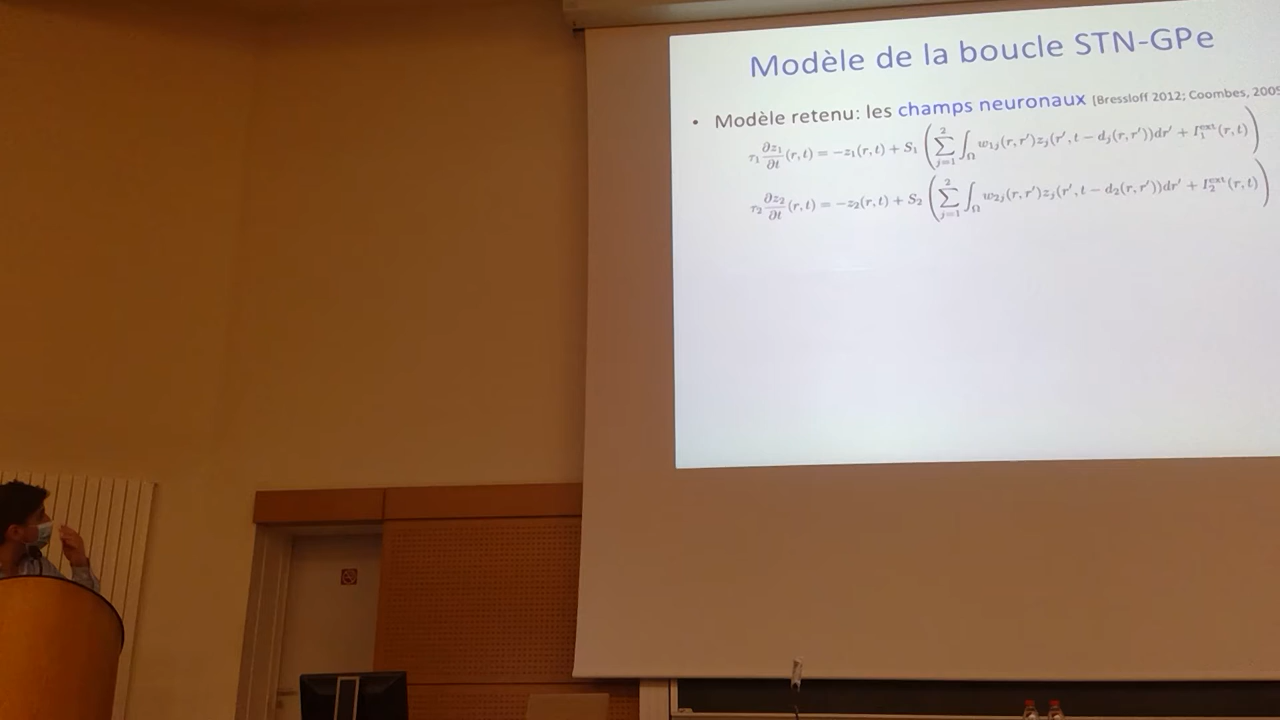 Modèle de la boucle STN-GPe
• Modèle retenu: les champs neuronaux [Bressloff 2012; Coombes, 2005
τ₁ ∂z₁/∂t (r, t) = −z₁(r, t) + S₁ ( ∑_{j=1}^{2} ∫_Ω w₁ⱼ(r, r′)zⱼ(r′, t − dⱼ(r, r′))dr′ + I₁^{ext}(r, t) )
τ₂ ∂z₂/∂t (r, t) = −z₂(r, t) + S₂ ( ∑_{j=1}^{2} ∫_Ω w₂ⱼ(r, r′)zⱼ(r′, t − d₂(r, r′))dr′ + I₂^{ext}(r, t) )